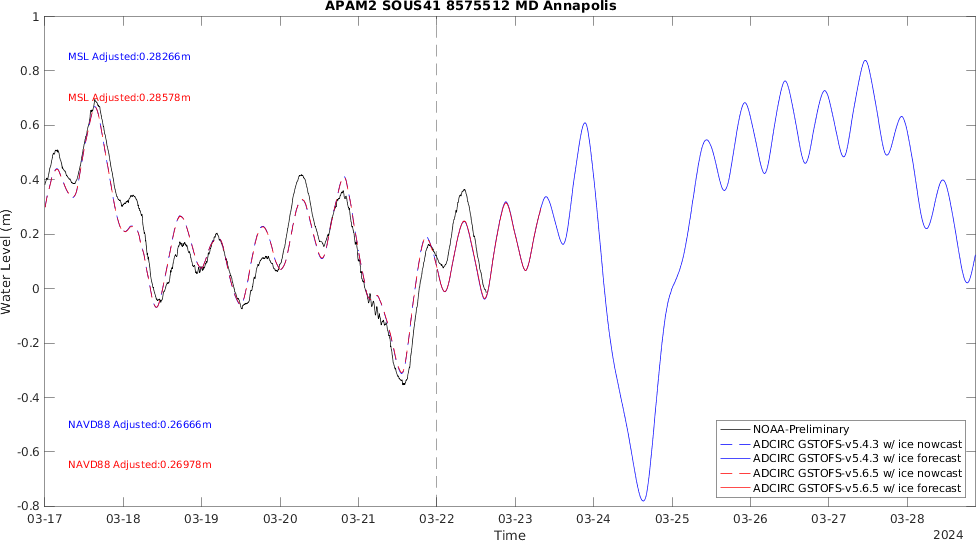 APAM2 SOUS41 8575512 MD Annapolis
1
0.8
0.6
0.4
0.2
0
-0.2
-0.4
-0.6
-0.8
Water Level (m)
MSL Adjusted:0.28266m
MSL Adjusted:0.28578m
NAVD88 Adjusted:0.26666m
NAVD88 Adjusted:0.26978m
NOAA-Preliminary
ADCIRC GSTOFS-v5.4.3 w/ ice nowcast
ADCIRC GSTOFS-v5.4.3 w/ ice forecast
ADCIRC GSTOFS-v5.6.5 w/ ice nowcast
ADCIRC GSTOFS-v5.6.5 w/ ice forecast
03-17 03-18 03-19 03-20 03-21 03-22 03-23 03-24 03-25 03-26 03-27 03-28
Time
2024